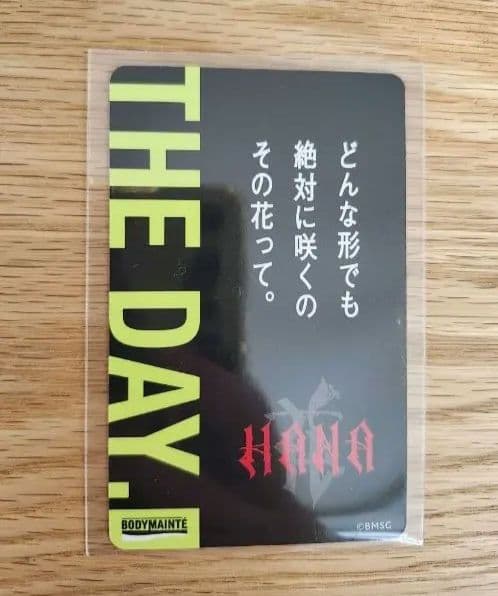 THE DAY.
どんな形でも
絶対に咲くの
その花って。
HANA
BODYMAINTÉ
©BMSG